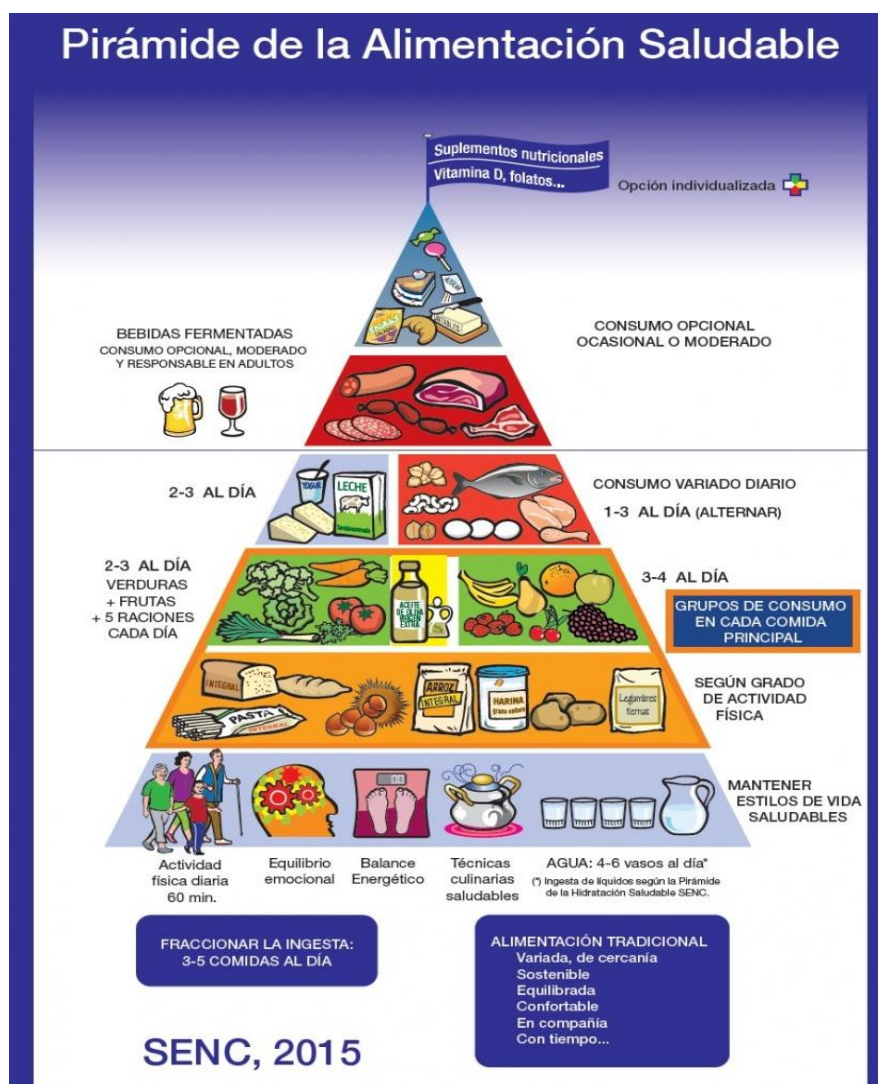 Pirámide de la Alimentación Saludable
Suplementos nutricionales
Vitamina D, folatos...
Opción individualizada
BEBIDAS FERMENTADAS
CONSUMO OPCIONAL, MODERADO
Y RESPONSABLE EN ADULTOS
CONSUMO OPCIONAL
OCASIONAL O MODERADO
2-3 AL DÍA
YOGUR
LECHE
CONSUMO VARIADO DIARIO
1-3 AL DÍA (ALTERNAR)
2-3 AL DÍA
VERDURAS
+ FRUTAS
+ 5 RACIONES
CADA DÍA
ACEITE
DE OLIVA
VIRGEN
EXTRA
3-4 AL DÍA
GRUPOS DE CONSUMO
EN CADA COMIDA
PRINCIPAL
INTEGRAL
PASTA
INTEGRAL
ARROZ
INTEGRAL
HARINA
grano entero
Legumbres
tiernas
SEGÚN GRADO
DE ACTIVIDAD
FÍSICA
MANTENER
ESTILOS DE VIDA
SALUDABLES
Actividad
física diaria
60 min.
Equilibrio
emocional
Balance
Energético
Técnicas
culinarias
saludables
AGUA: 4-6 vasos al día*
(*) Ingesta de líquidos según la Pirámide
de la Hidratación Saludable SENC.
FRACCIONAR LA INGESTA:
3-5 COMIDAS AL DÍA
ALIMENTACIÓN TRADICIONAL
Variada, de cercanía
Sostenible
Equilibrada
Confortable
En compañía
Con tiempo...
SENC, 2015